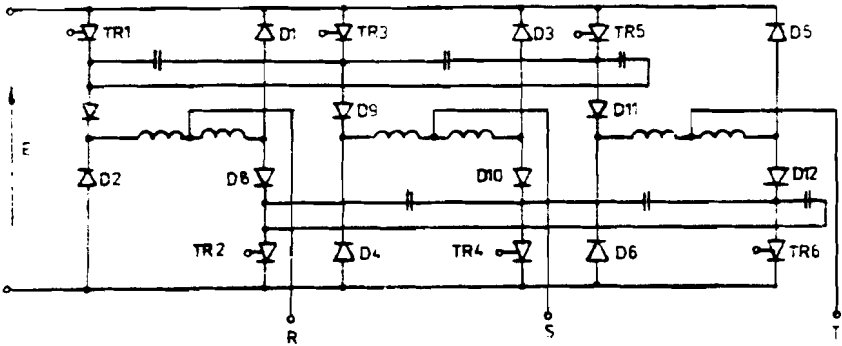 TR1 D1 TR3 D3 TR5 D5
D9 D11
E
D2 D8 D10 D12
TR2 D4 TR4 D6 TR6
R S T